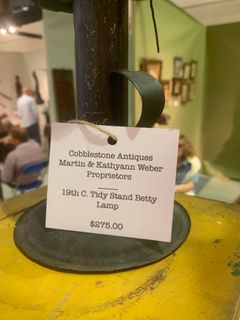 Cobblestone Antiques
Martin & Kathyann Weber
Proprietors
19th C. Tidy Stand Betty
Lamp
$275.00